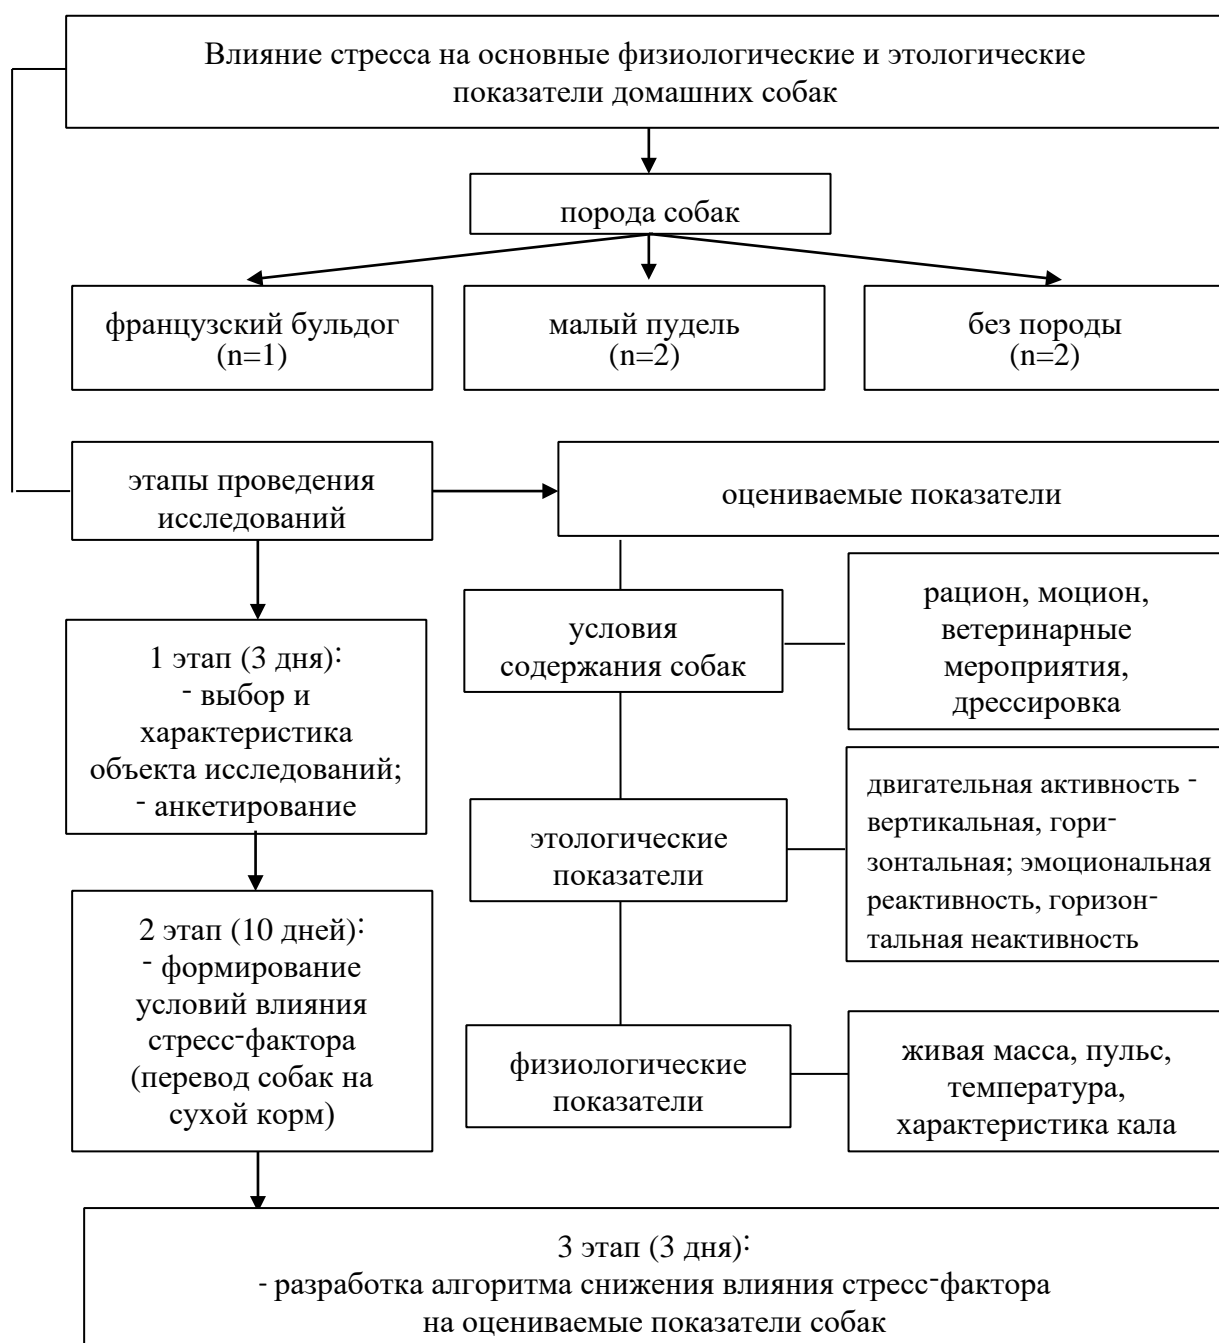 Влияние стресса на основные физиологические и этологические
показатели домашних собак
порода собак
французский бульдог
(n=1)
малый пудель
(n=2)
без породы
(n=2)
этапы проведения
исследований
оцениваемые показатели
1 этап (3 дня):
- выбор и
характеристика
объекта исследований;
- анкетирование
условия
содержания собак
рацион, моцион,
ветеринарные
мероприятия,
дрессировка
этологические
показатели
двигательная активность -
вертикальная, гори-
зонтальная; эмоциональная
реактивность, горизон-
тальная неактивность
2 этап (10 дней):
- формирование
условий влияния
стресс-фактора
(перевод собак на
сухой корм)
физиологические
показатели
живая масса, пульс,
температура,
характеристика кала
3 этап (3 дня):
- разработка алгоритма снижения влияния стресс-фактора
на оцениваемые показатели собак